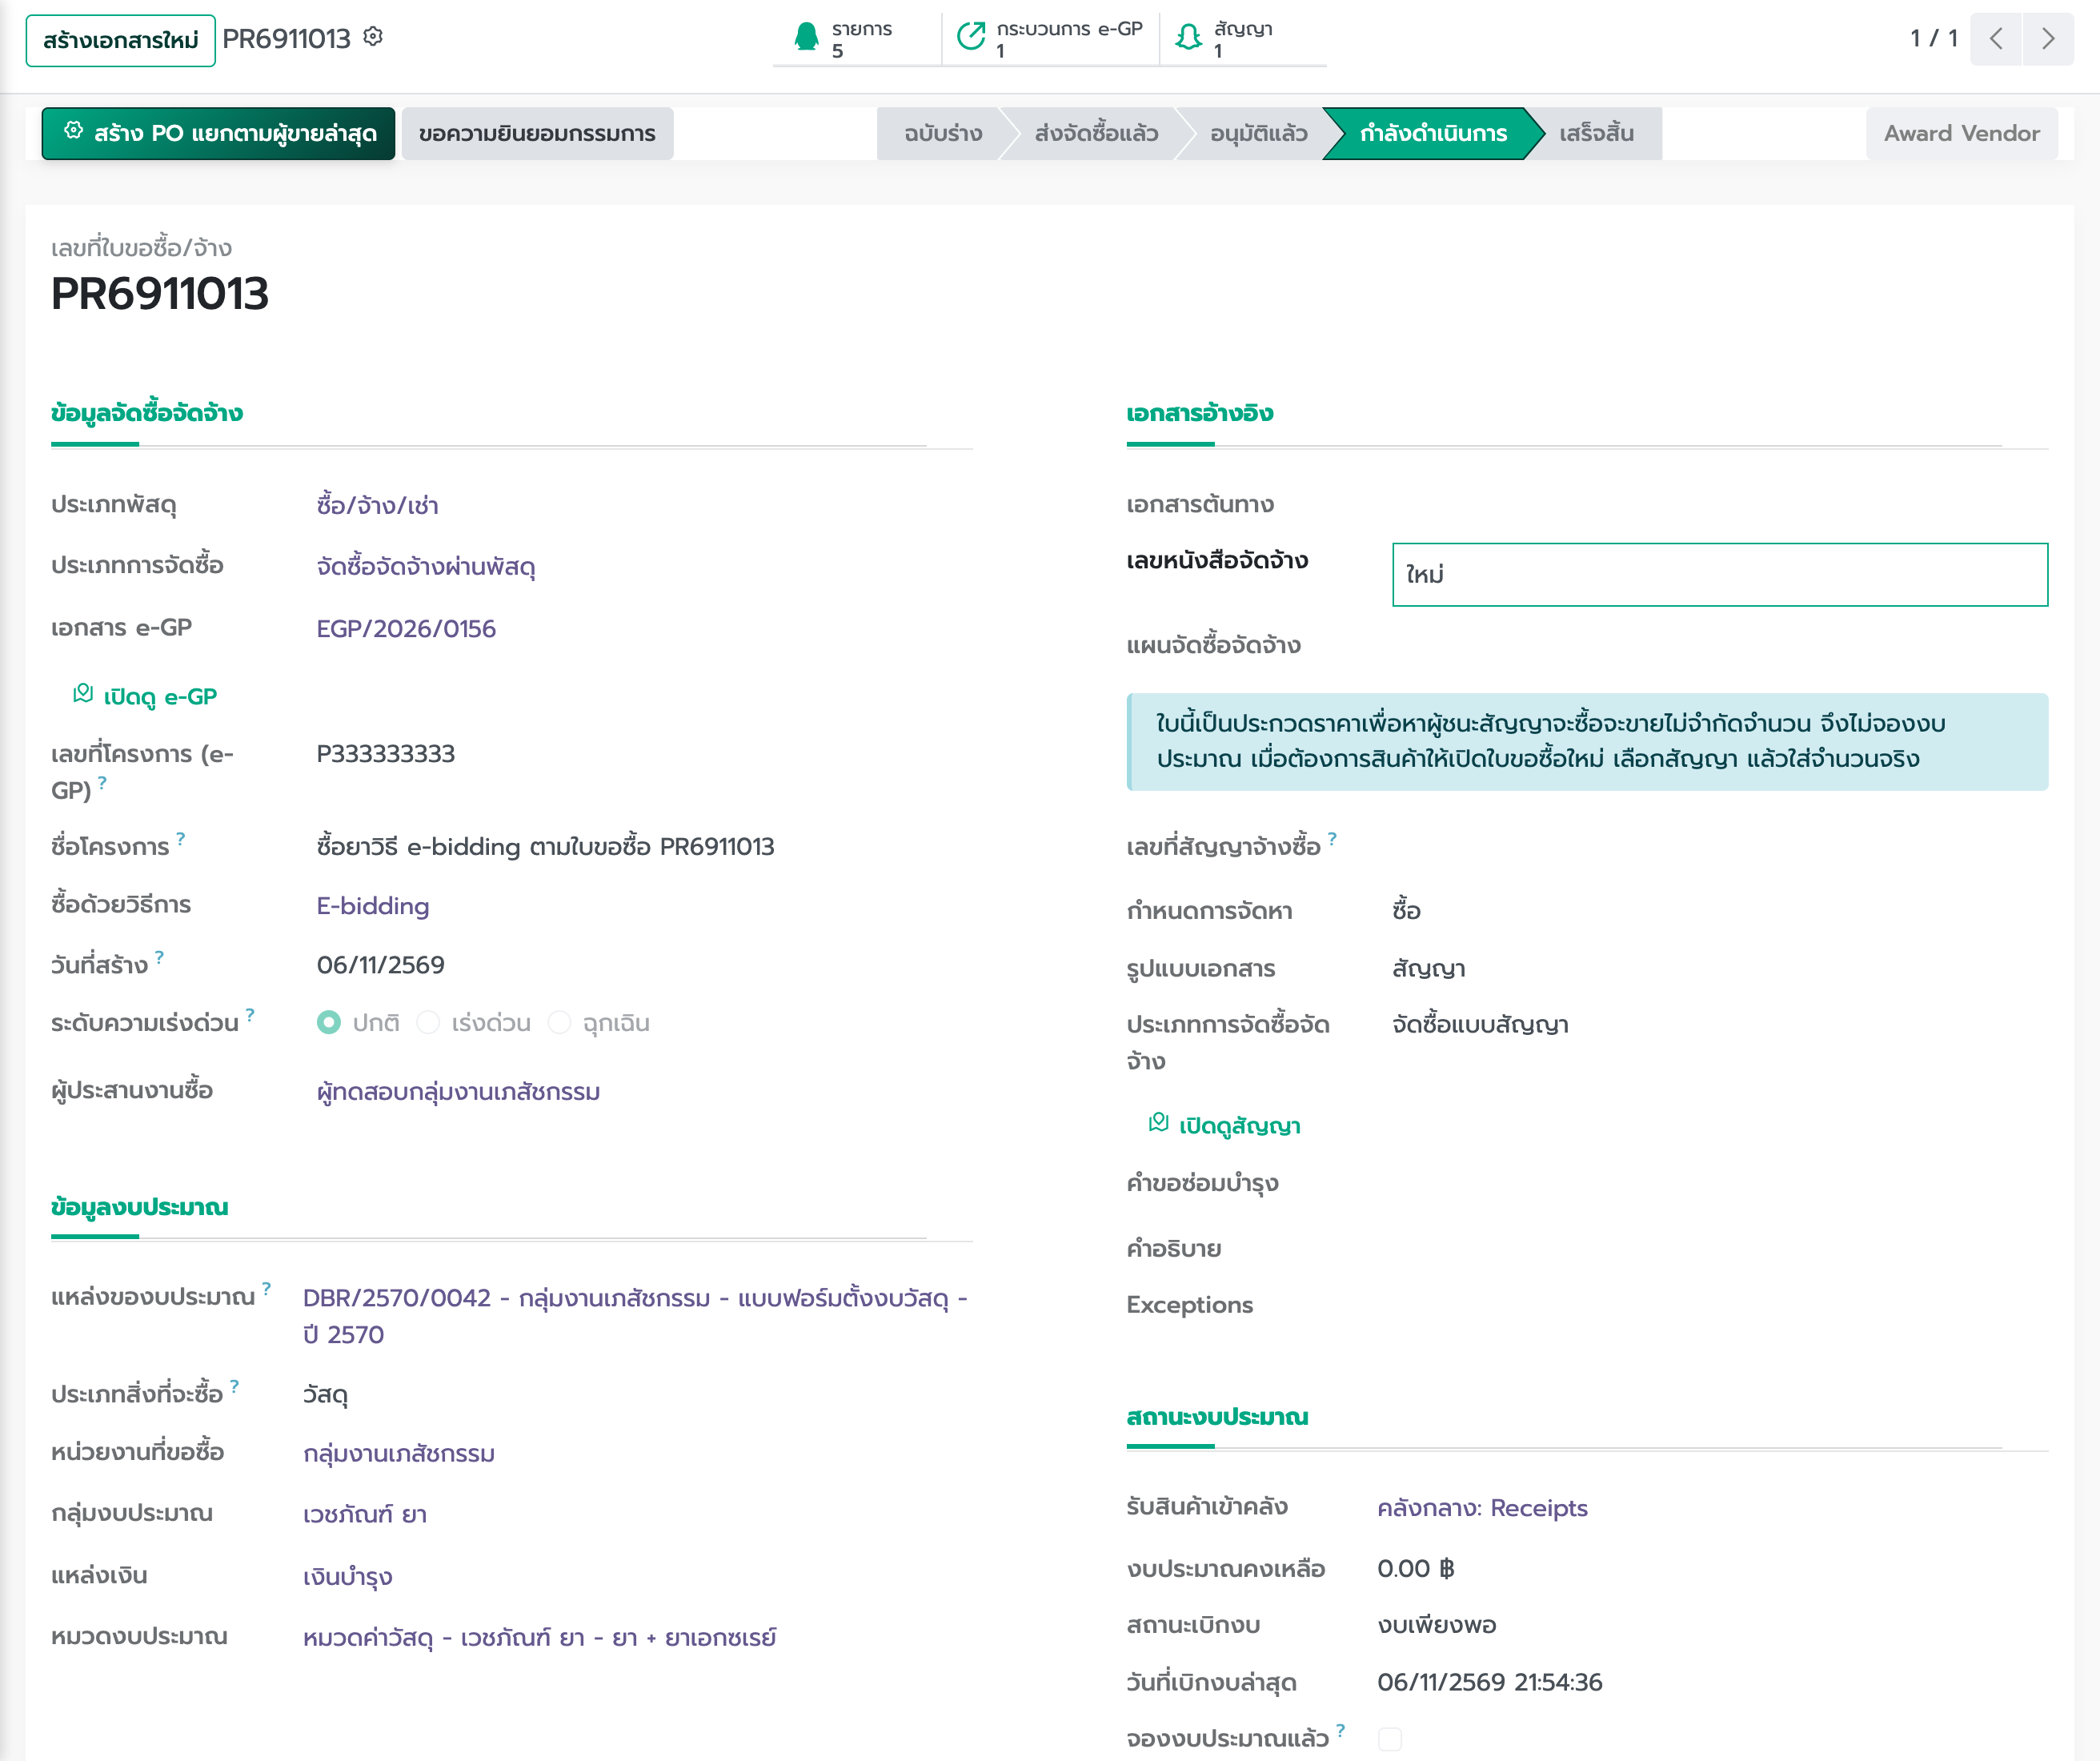 สร้างเอกสารใหม่ PR6911013
รายการ 5
กระบวนการ e-GP 1
สัญญา 1
1 / 1
สร้าง PO แยกตามผู้ขายล่าสุด
ขอความยินยอมกรรมการ
ฉบับร่าง
ส่งจัดซื้อแล้ว
อนุมัติแล้ว
กำลังดำเนินการ
เสร็จสิ้น
Award Vendor
เลขที่ใบขอซื้อ/จ้าง
PR6911013
ข้อมูลจัดซื้อจัดจ้าง
ประเภทพัสดุ ซื้อ/จ้าง/เช่า
ประเภทการจัดซื้อ จัดซื้อจัดจ้างผ่านพัสดุ
เอกสาร e-GP EGP/2026/0156
เปิดดู e-GP
เลขที่โครงการ (e-
GP) ? P333333333
ชื่อโครงการ ? ซื้อยาวิธี e-bidding ตามใบขอซื้อ PR6911013
ซื้อด้วยวิธีการ E-bidding
วันที่สร้าง ? 06/11/2569
ระดับความเร่งด่วน ? ปกติ เร่งด่วน ฉุกเฉิน
ผู้ประสานงานซื้อ ผู้ทดสอบกลุ่มงานเภสัชกรรม
ข้อมูลงบประมาณ
แหล่งของบประมาณ ? DBR/2570/0042 - กลุ่มงานเภสัชกรรม - แบบฟอร์มตั้งงบวัสดุ -
ปี 2570
ประเภทสิ่งที่จะซื้อ ? วัสดุ
หน่วยงานที่ขอซื้อ กลุ่มงานเภสัชกรรม
กลุ่มงบประมาณ เวชภัณฑ์ ยา
แหล่งเงิน เงินบำรุง
หมวดงบประมาณ หมวดค่าวัสดุ - เวชภัณฑ์ ยา - ยา + ยาเอกซเรย์
เอกสารอ้างอิง
เอกสารต้นทาง
เลขหนังสือจัดจ้าง ใหม่
แผนจัดซื้อจัดจ้าง
ใบนี้เป็นประกวดราคาเพื่อหาผู้ชนะสัญญาจะซื้อจะขายไม่จำกัดจำนวน จึงไม่จองงบ
ประมาณ เมื่อต้องการสินค้าให้เปิดใบขอซื้อใหม่ เลือกสัญญา แล้วใส่จำนวนจริง
เลขที่สัญญาจ้างซื้อ ?
กำหนดการจัดหา ซื้อ
รูปแบบเอกสาร สัญญา
ประเภทการจัดซื้อจัด
จ้าง จัดซื้อแบบสัญญา
เปิดดูสัญญา
คำขอซ่อมบำรุง
คำอธิบาย
Exceptions
สถานะงบประมาณ
รับสินค้าเข้าคลัง คลังกลาง: Receipts
งบประมาณคงเหลือ 0.00 ฿
สถานะเบิกงบ งบเพียงพอ
วันที่เบิกงบล่าสุด 06/11/2569 21:54:36
จองงบประมาณแล้ว ?